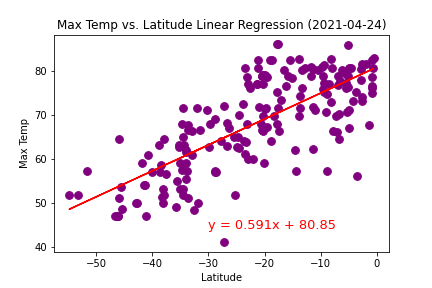 Max Temp vs. Latitude Linear Regression (2021-04-24)
80
70
60
50
40
Max Temp
y = 0.591x + 80.85
−50 −40 −30 −20 −10 0
Latitude